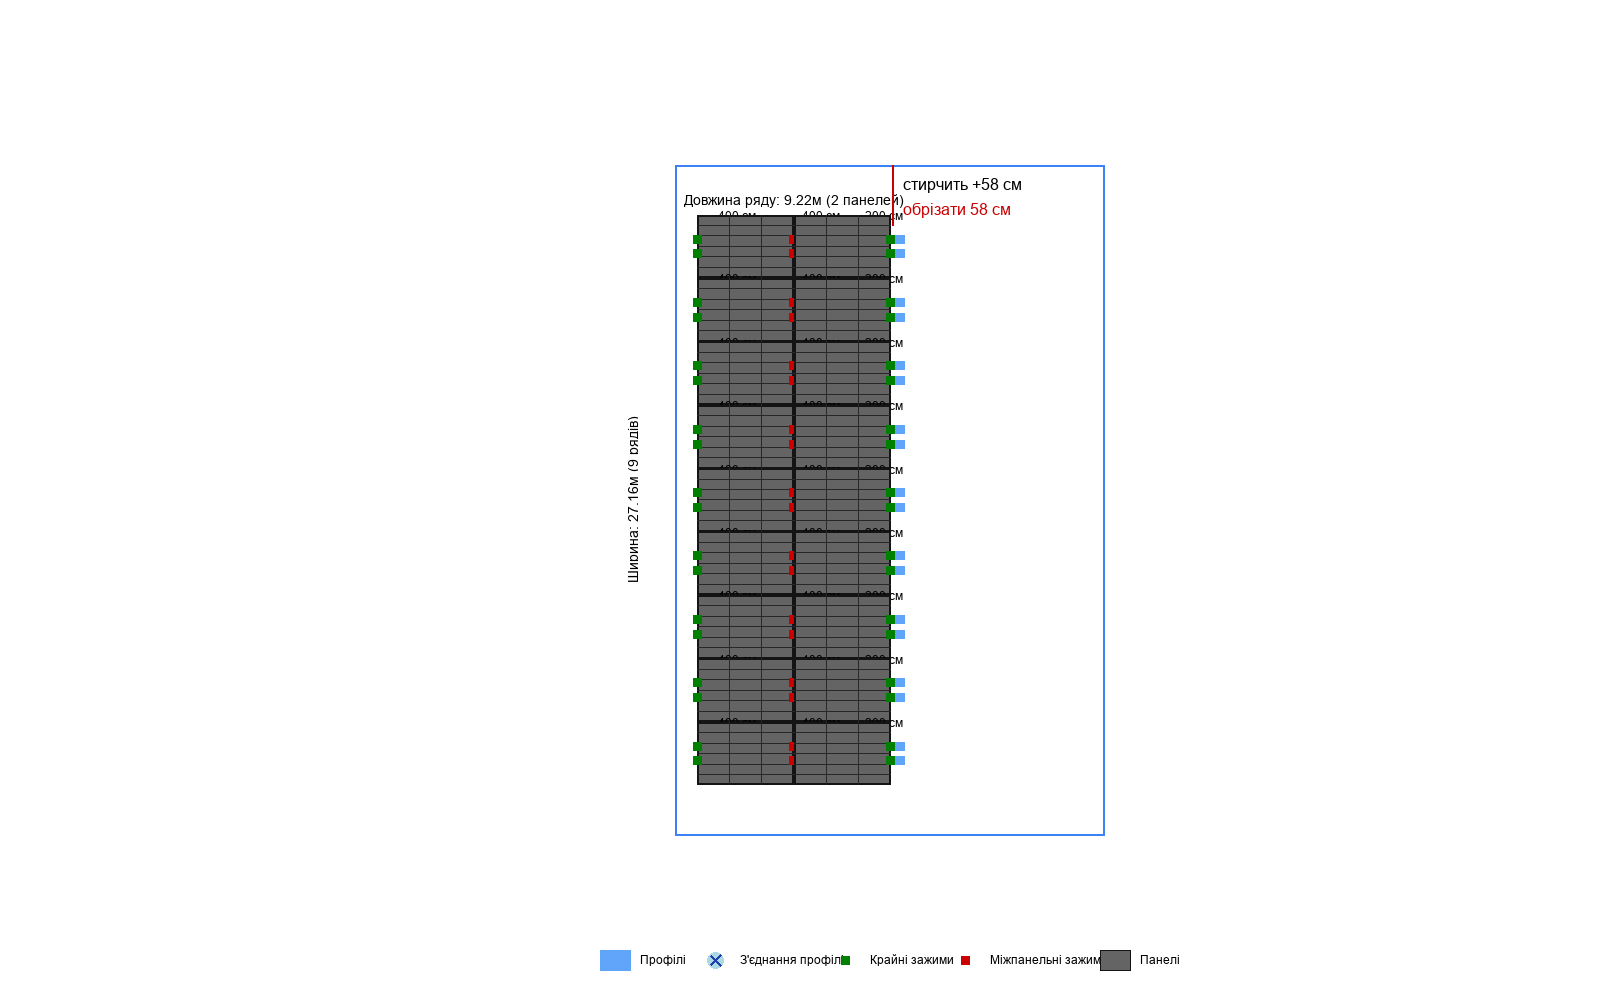 стирчить +58 см
Довжина ряду: 9.22м (2 панелей)
обрізати 58 см
400 см 400 см 200 см
см
см
см
см
см
см
см
см
Ширина: 27.16м (9 рядів)
Профілі
З'єднання профілі
Крайні зажими
Міжпанельні зажим
Панелі